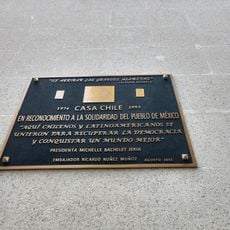 "SE ABRIRÁN LAS GRANDES ALAMEDAS"
1974 CASA CHILE 1993
EN RECONOCIMIENTO A LA SOLIDARIDAD DEL PUEBLO DE MÉXICO
"AQUÍ CHILENOS Y LATINOAMERICANOS SE
UNIERON PARA RECUPERAR LA DEMOCRACIA
Y CONQUISTAR UN MUNDO MEJOR"
PRESIDENTA MICHELLE BACHELET JERIA
EMBAJADOR RICARDO NÚÑEZ MUÑOZ AGOSTO 2015